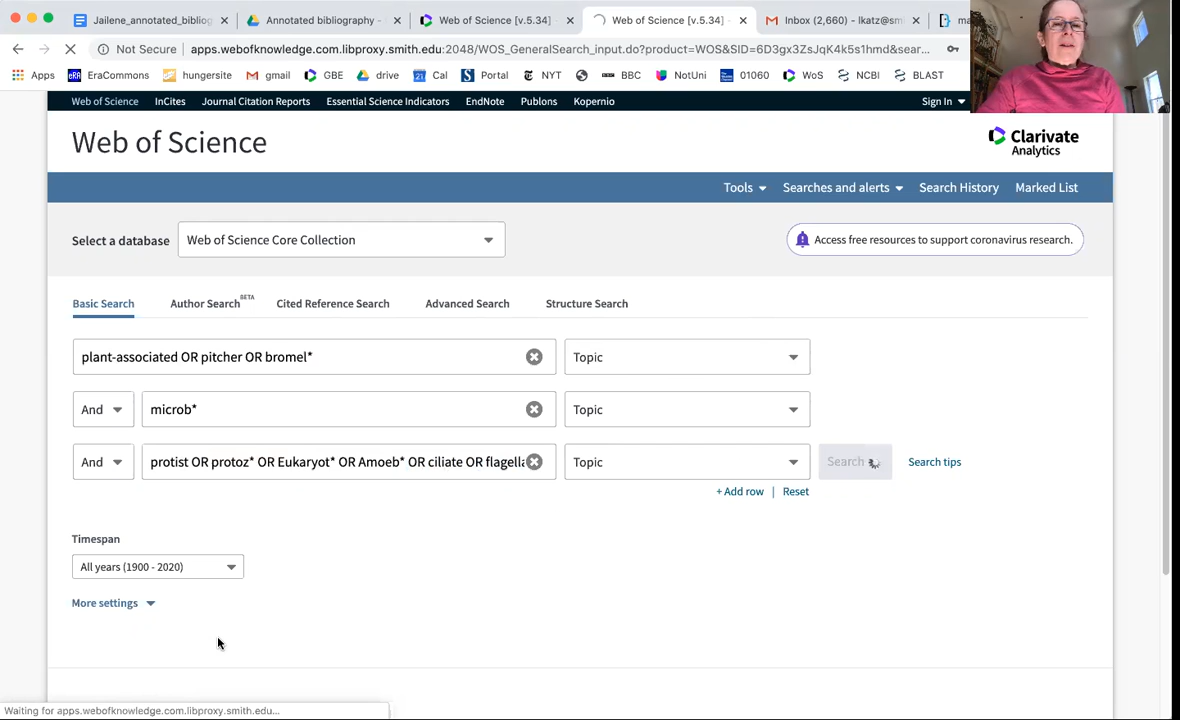 Jailene_annotated_bibliog
Annotated bibliography -
Web of Science [v.5.34] -
Web of Science [v.5.34] -
Inbox (2,660) - lkatz@smi
Not Secure | apps.webofknowledge.com.libproxy.smith.edu:2048/WOS_GeneralSearch_input.do?product=WOS&SID=6D3gx3ZsJqK4k5s1hmd&sear...
Apps EraCommons hungersite gmail GBE drive Cal Portal NYT BBC NotUni 01060 WoS NCBI BLAST
Web of Science InCites Journal Citation Reports Essential Science Indicators EndNote Publons Kopernio Sign In
Web of Science
Clarivate
Analytics
Tools Searches and alerts Search History Marked List
Select a database Web of Science Core Collection
Access free resources to support coronavirus research.
Basic Search Author Search BETA Cited Reference Search Advanced Search Structure Search
plant-associated OR pitcher OR bromel* Topic
And microb* Topic
And protist OR protoz* OR Eukaryot* OR Amoeb* OR ciliate OR flagella Topic Search Search tips
+ Add row | Reset
Timespan
All years (1900 - 2020)
More settings
Waiting for apps.webofknowledge.com.libproxy.smith.edu...